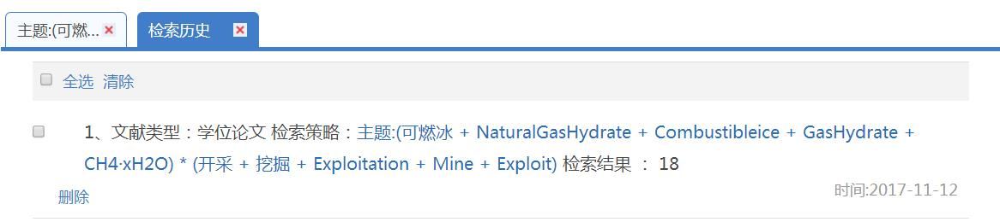 主题:(可燃...
检索历史
全选 清除
1、文献类型：学位论文 检索策略：主题:(可燃冰 + NaturalGasHydrate + Combustibleice + GasHydrate +
CH4·xH2O) * (开采 + 挖掘 + Exploitation + Mine + Exploit) 检索结果 ： 18
时间:2017-11-12
删除